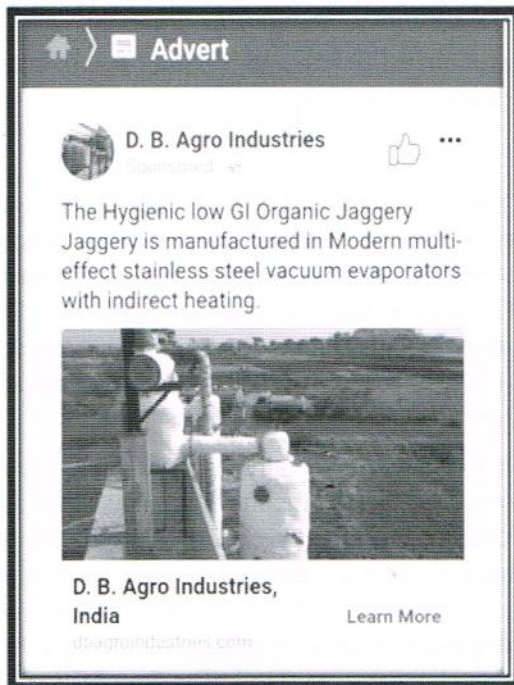 Advert
D. B. Agro Industries
Sponsored
The Hygienic low GI Organic Jaggery
Jaggery is manufactured in Modern multi-
effect stainless steel vacuum evaporators
with indirect heating.
D. B. Agro Industries,
India
Learn More
dbagroindustries.com